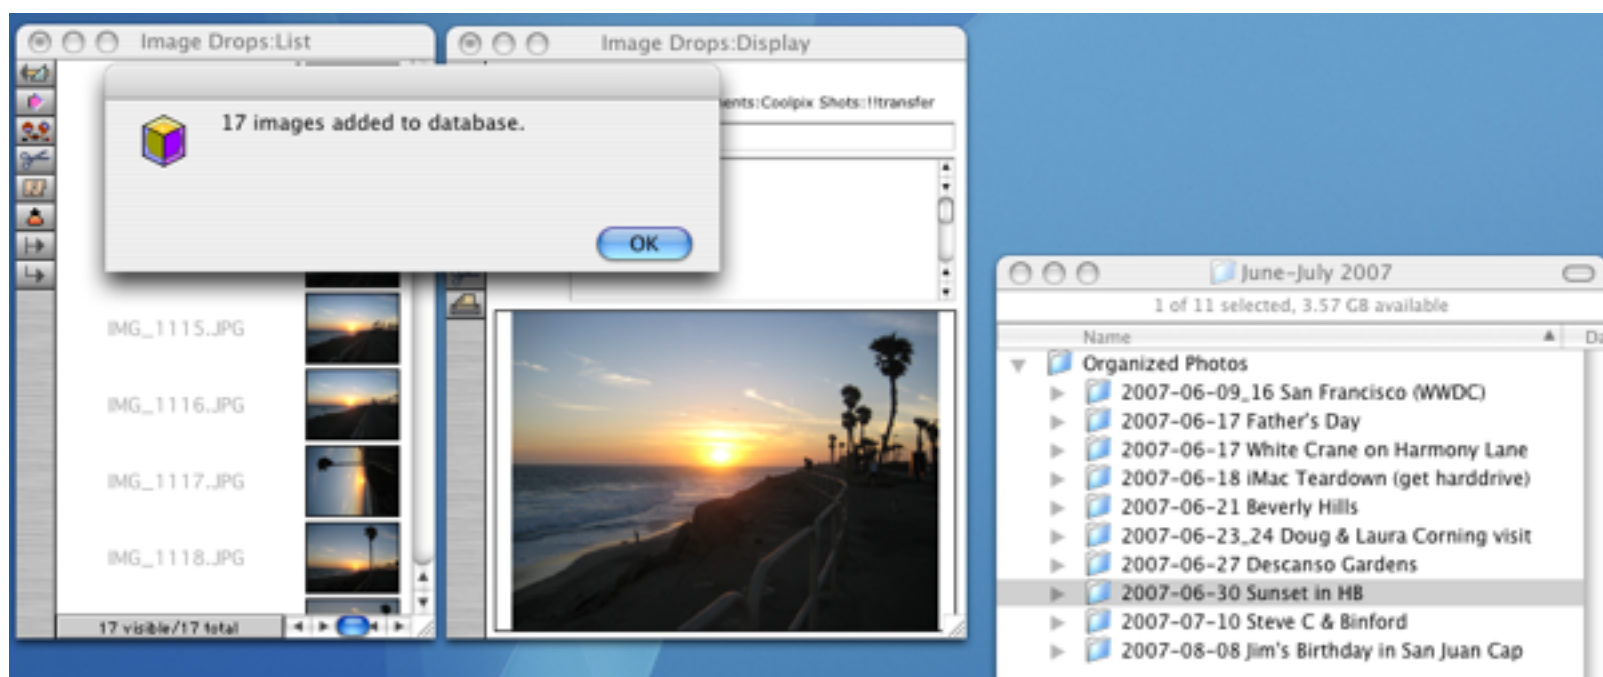 Image Drops:List
17 images added to database.
OK
IMG_1115.JPG
IMG_1116.JPG
IMG_1117.JPG
IMG_1118.JPG
17 visible/17 total
Image Drops:Display
ents:Coolpix Shots:!!transfer
June-July 2007
1 of 11 selected, 3.57 GB available
Name
Da
Organized Photos
2007-06-09_16 San Francisco (WWDC)
2007-06-17 Father's Day
2007-06-17 White Crane on Harmony Lane
2007-06-18 iMac Teardown (get harddrive)
2007-06-21 Beverly Hills
2007-06-23_24 Doug & Laura Corning visit
2007-06-27 Descanso Gardens
2007-06-30 Sunset in HB
2007-07-10 Steve C & Binford
2007-08-08 Jim's Birthday in San Juan Cap